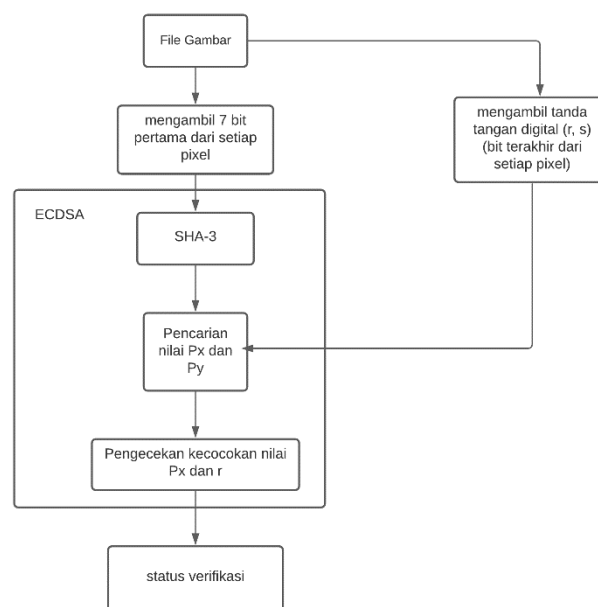 File Gambar
mengambil 7 bit
pertama dari setiap
pixel
mengambil tanda
tangan digital (r, s)
(bit terakhir dari
setiap pixel)
ECDSA
SHA-3
Pencarian
nilai Px dan
Py
Pengecekan kecocokan nilai
Px dan r
status verifikasi